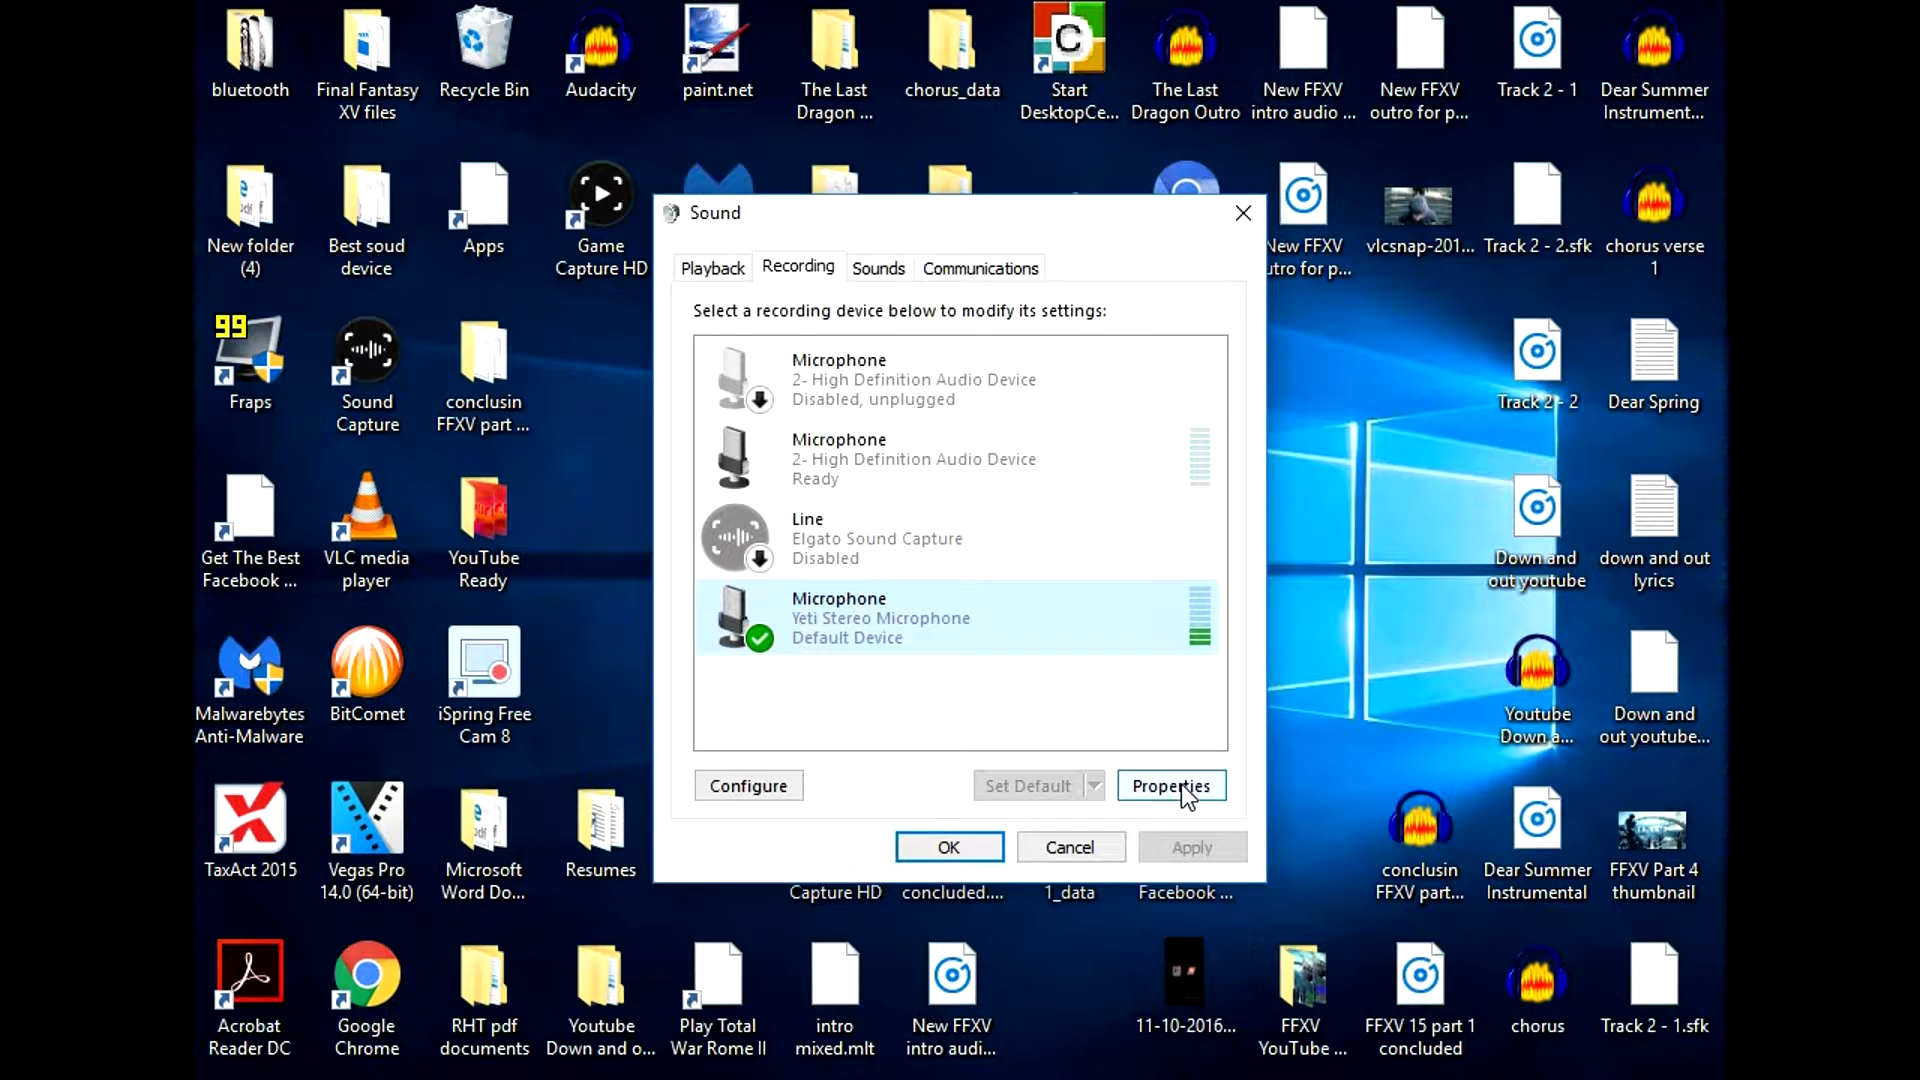 bluetooth
Final Fantasy
XV files
Recycle Bin
Audacity
paint.net
The Last
Dragon ...
chorus_data
Start
DesktopCe...
The Last
Dragon Outro
New FFXV
intro audio ...
New FFXV
outro for p...
Track 2 - 1
Dear Summer
Instrument...
New folder
(4)
Best soud
device
Apps
Game
Capture HD
New FFXV
utro for p...
vlcsnap-201...
Track 2 - 2.sfk
chorus verse
1
99
Fraps
Sound
Capture
conclusin
FFXV part ...
Track 2 - 2
Dear Spring
Get The Best
Facebook ...
VLC media
player
YouTube
Ready
Down and
out youtube
down and out
lyrics
Malwarebytes
Anti-Malware
BitComet
iSpring Free
Cam 8
Youtube
Down a...
Down and
out youtube...
TaxAct 2015
Vegas Pro
14.0 (64-bit)
Microsoft
Word Do...
Resumes
Capture HD
concluded....
1_data
Facebook ...
conclusin
FFXV part...
Dear Summer
Instrumental
FFXV Part 4
thumbnail
Acrobat
Reader DC
Google
Chrome
RHT pdf
documents
Youtube
Down and o...
Play Total
War Rome II
intro
mixed.mlt
New FFXV
intro audi...
11-10-2016...
FFXV
YouTube ...
FFXV 15 part 1
concluded
chorus
Track 2 - 1.sfk
Sound
Playback
Recording
Sounds
Communications
Select a recording device below to modify its settings:
Microphone
2- High Definition Audio Device
Disabled, unplugged
Microphone
2- High Definition Audio Device
Ready
Line
Elgato Sound Capture
Disabled
Microphone
Yeti Stereo Microphone
Default Device
Configure
Set Default
Properties
OK
Cancel
Apply